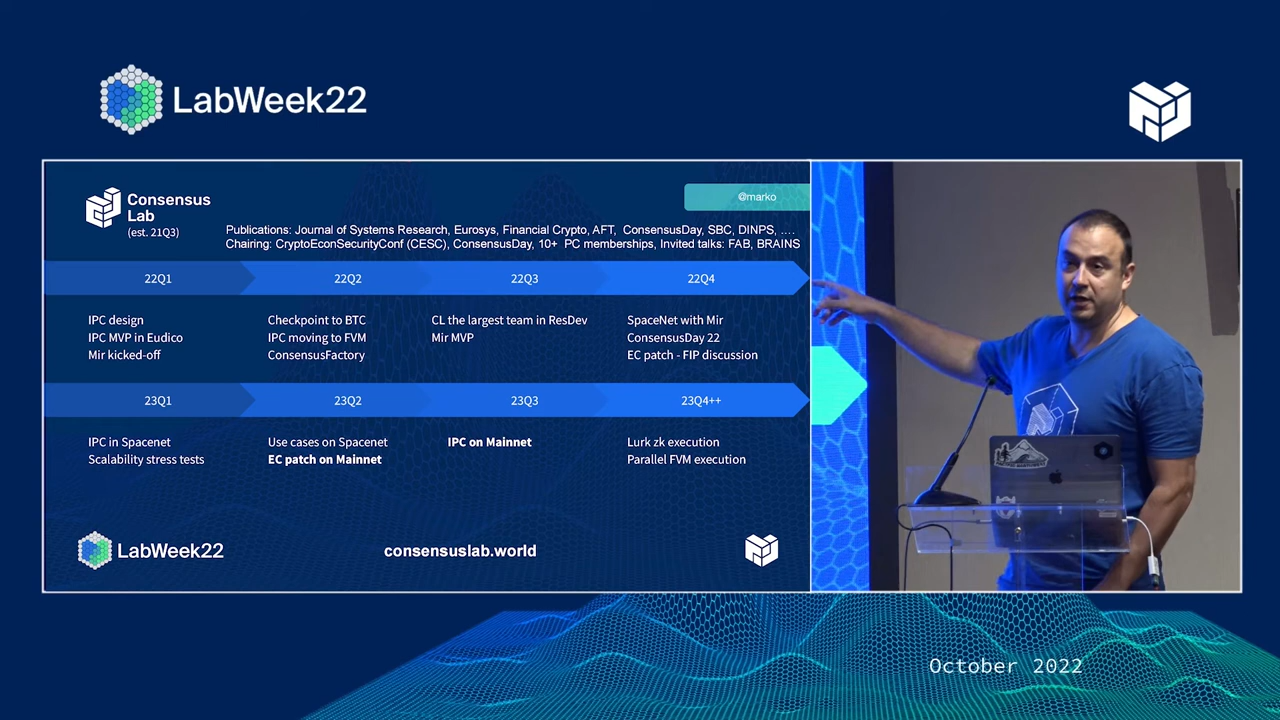 LabWeek22
Consensus
Lab
(est. 21Q3)
@marko
Publications: Journal of Systems Research, Eurosys, Financial Crypto, AFT, ConsensusDay, SBC, DINPS, ....
Chairing: CryptoEconSecurityConf (CESC), ConsensusDay, 10+ PC memberships, Invited talks: FAB, BRAINS
22Q1
22Q2
22Q3
22Q4
IPC design
IPC MVP in Eudico
Mir kicked-off
Checkpoint to BTC
IPC moving to FVM
ConsensusFactory
CL the largest team in ResDev
Mir MVP
SpaceNet with Mir
ConsensusDay 22
EC patch - FIP discussion
23Q1
23Q2
23Q3
23Q4++
IPC in Spacenet
Scalability stress tests
Use cases on Spacenet
EC patch on Mainnet
IPC on Mainnet
Lurk zk execution
Parallel FVM execution
LabWeek22
consensuslab.world
October 2022